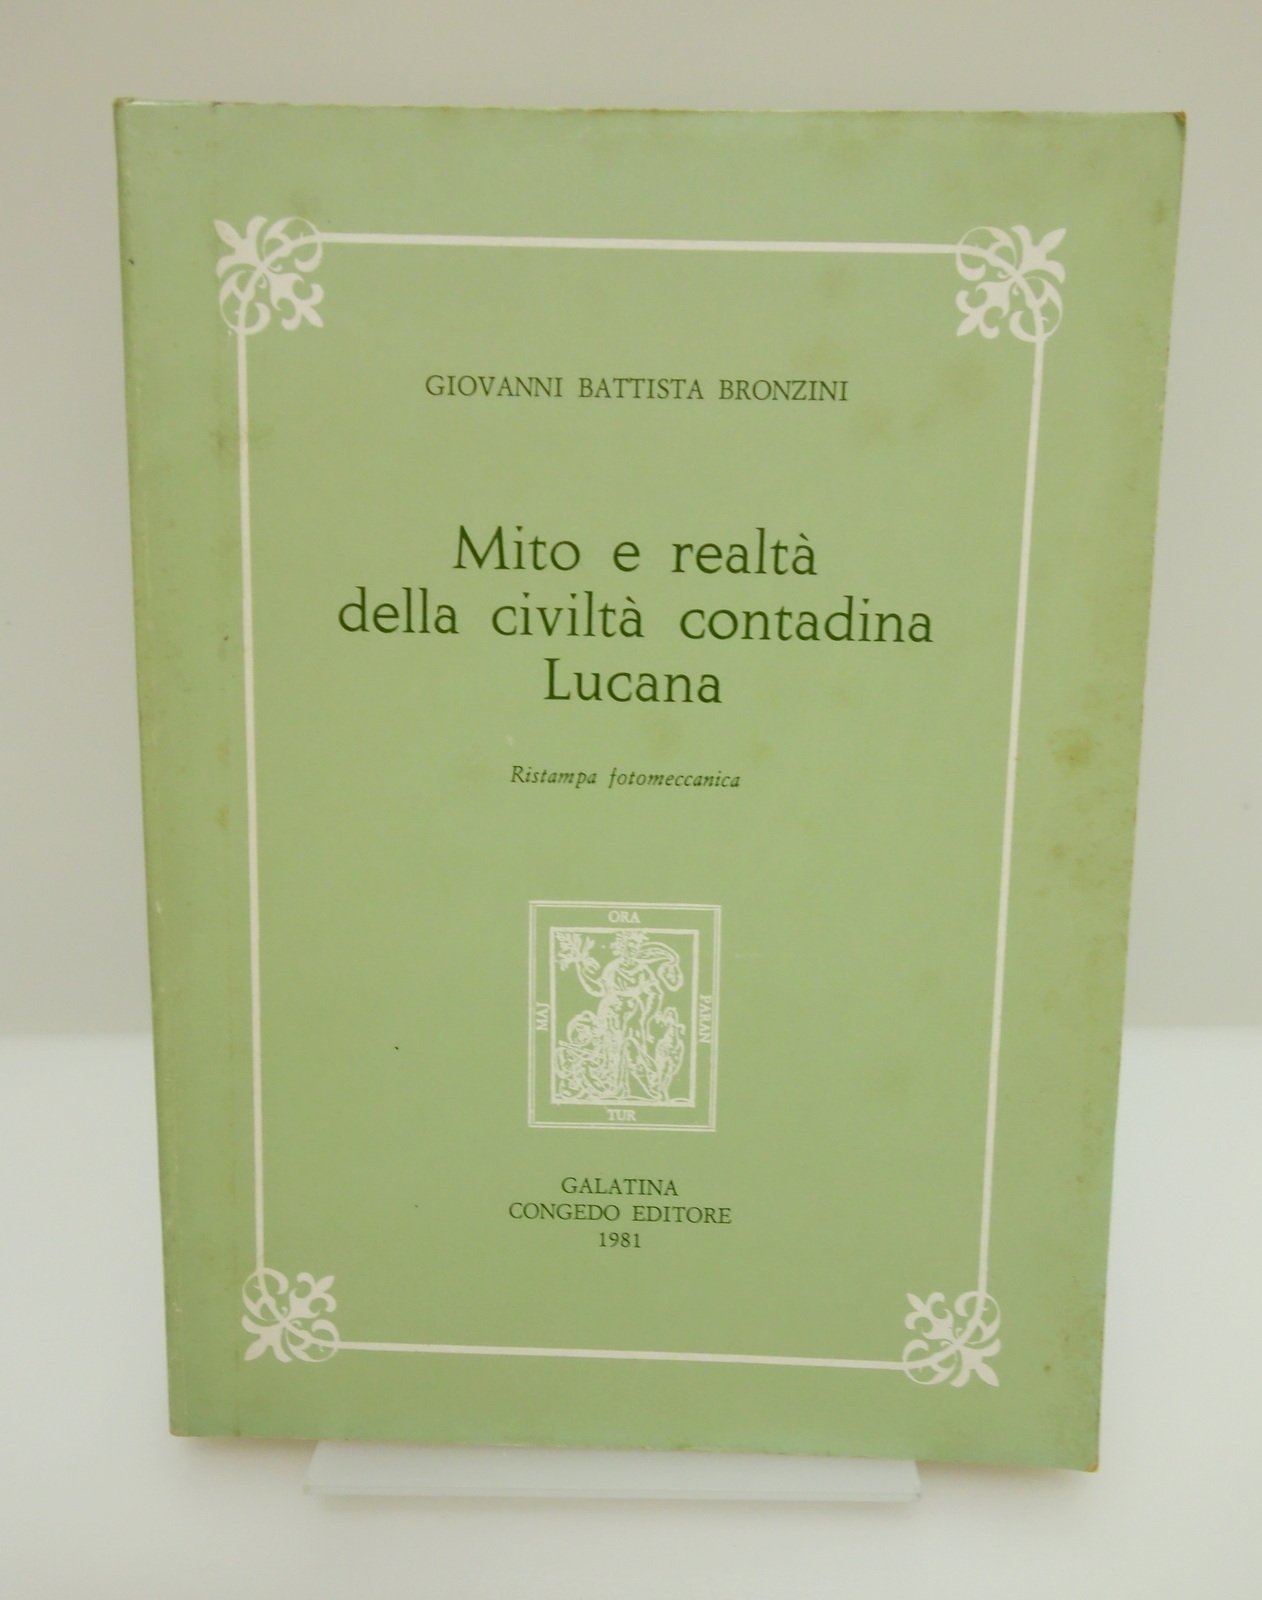 GIOVANNI BATTISTA BRONZINI
Mito e realtà
della civiltà contadina
Lucana
Ristampa fotomeccanica
ORA
MAJ
PARAN
TUR
GALATINA
CONGEDO EDITORE
1981